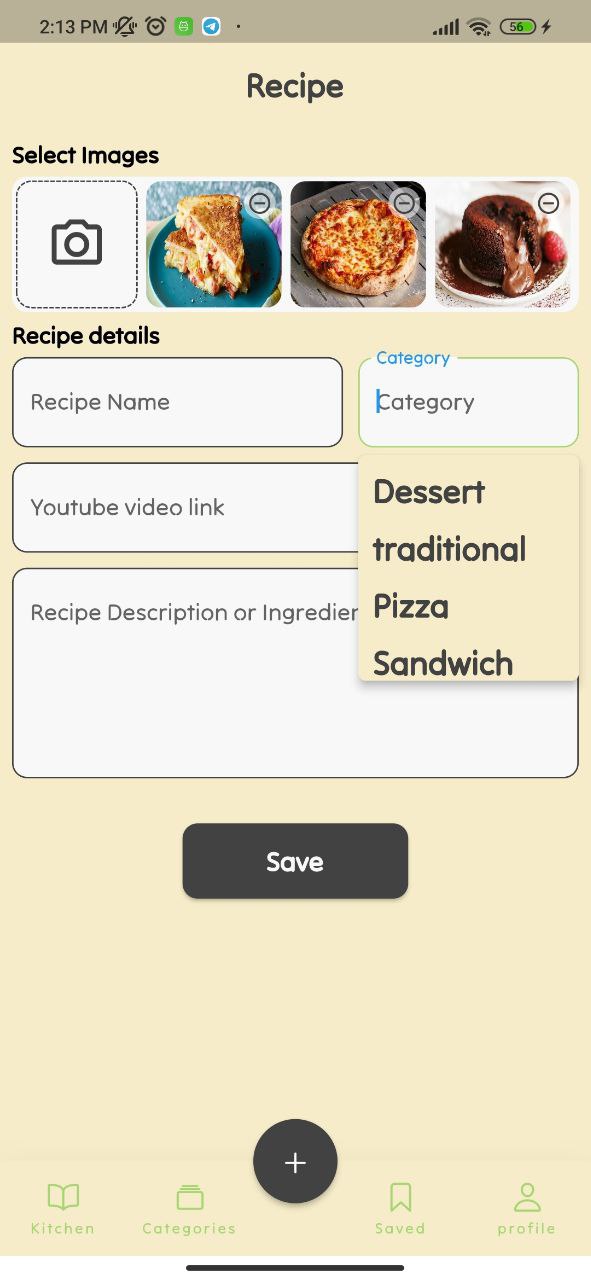 2:13 PM
56
Recipe
Select Images
Recipe details
Category
Recipe Name
Category
Dessert
Youtube video link
traditional
Pizza
Recipe Description or Ingredien
Sandwich
Save
+
Kitchen
Categories
Saved
profile